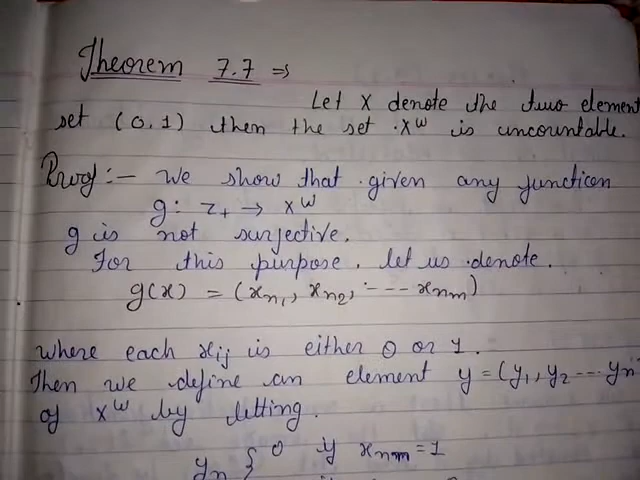 Theorem 7.7 ⇒
Let X denote the two element
set (0,1) then the set X^ω is uncountable.
Proof :- We show that given any function
g: z₊ → X^ω
g is not surjective.
For this purpose, let us denote.
g(x) = (x_n₁, x_n₂, ---- x_nm)
where each x_ij is either 0 or 1.
Then we define an element y = (y₁, y₂ --- y_n
of X^ω by letting.
y_n { 0 if x_nm = 1